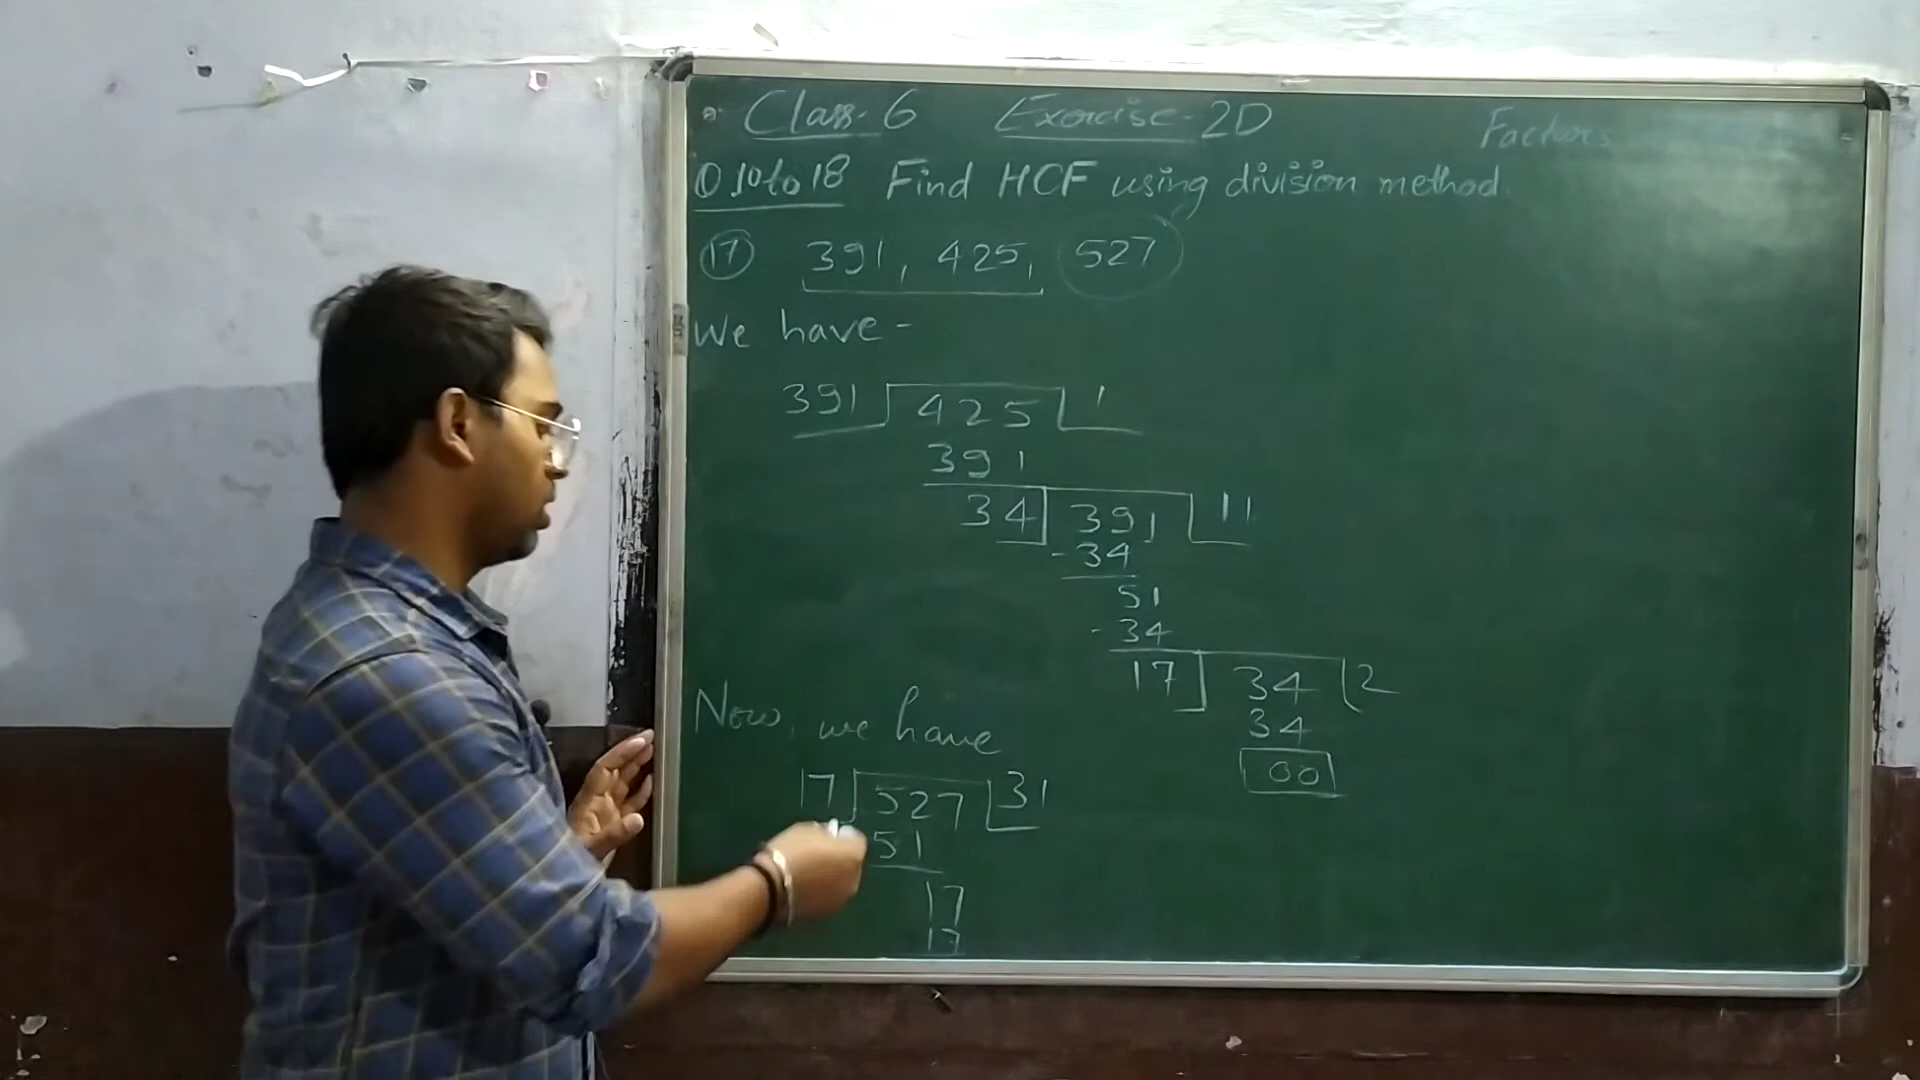 Class-6 Exercise-2D Factors
Q 10 to 18 Find HCF using division method.
17 391, 425, 527
We have -
391 425 1
391
34 391 11
-34
51
-34
17 34 2
34
00
Now, we have
17 527 31
51
17
17